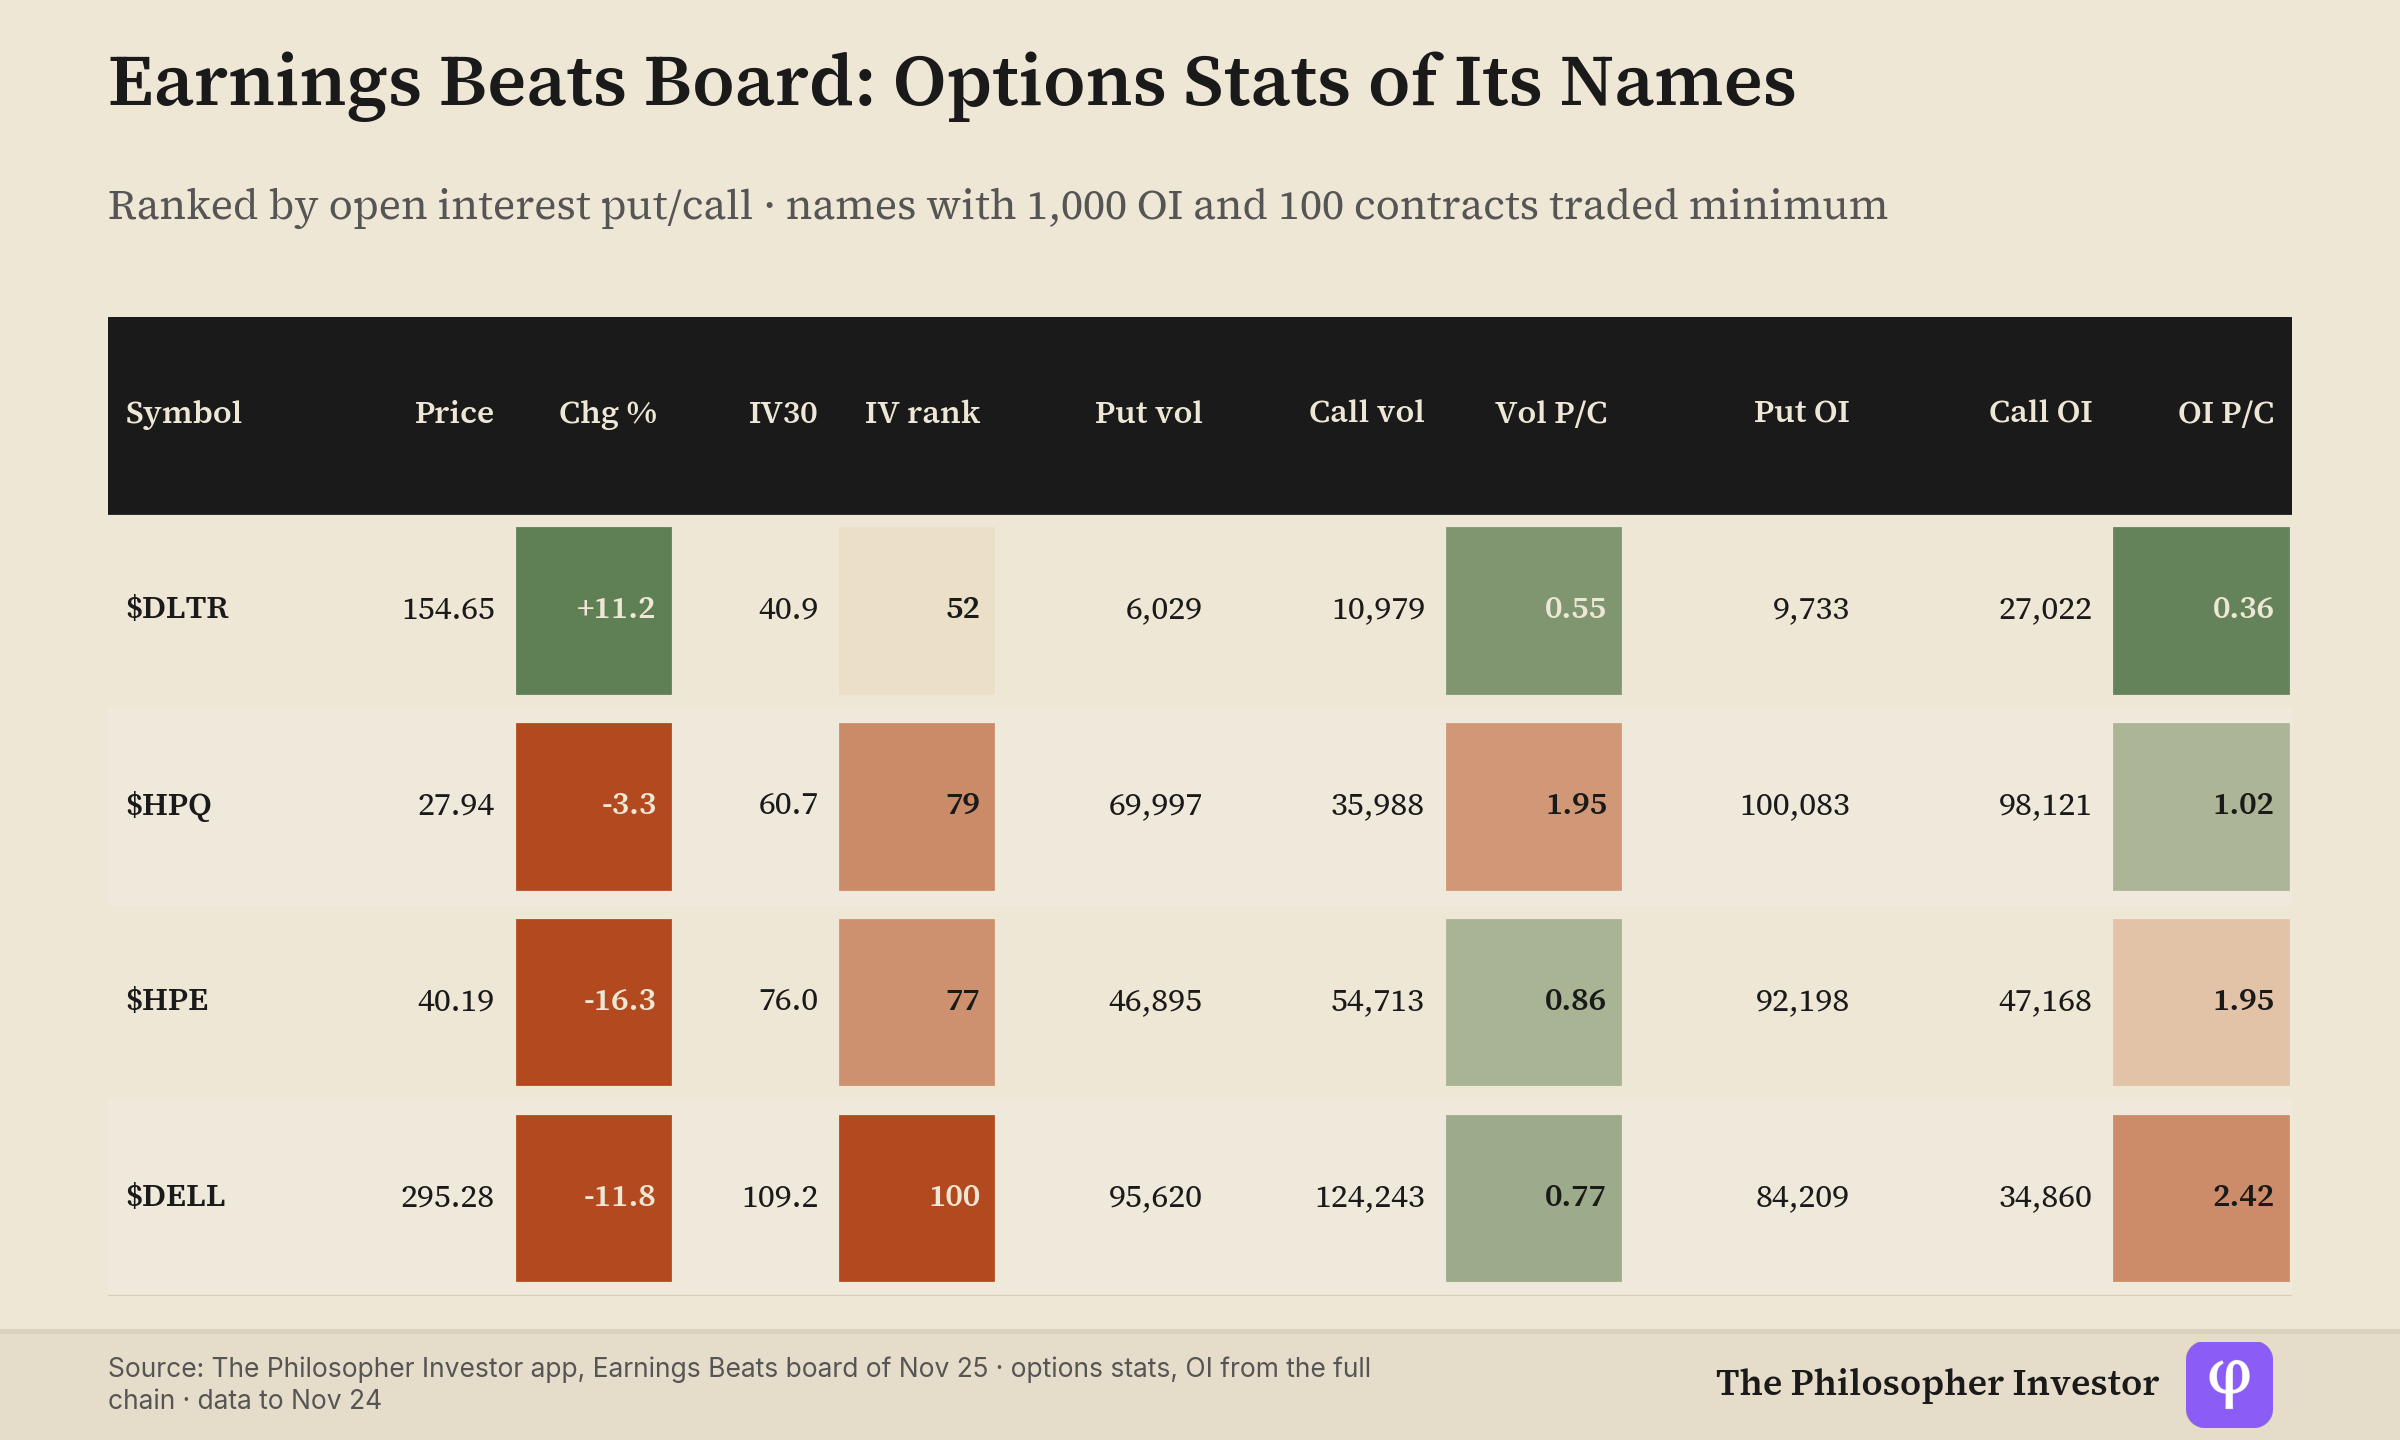 Earnings Beats Board: Options Stats of Its Names
Ranked by open interest put/call · names with 1,000 OI and 100 contracts traded minimum
Symbol Price Chg % IV30 IV rank Put vol Call vol Vol P/C Put OI Call OI OI P/C
$DLTR 154.65 +11.2 40.9 52 6,029 10,979 0.55 9,733 27,022 0.36
$HPQ 27.94 -3.3 60.7 79 69,997 35,988 1.95 100,083 98,121 1.02
$HPE 40.19 -16.3 76.0 77 46,895 54,713 0.86 92,198 47,168 1.95
$DELL 295.28 -11.8 109.2 100 95,620 124,243 0.77 84,209 34,860 2.42
Source: The Philosopher Investor app, Earnings Beats board of Nov 25 · options stats, OI from the full
chain · data to Nov 24
The Philosopher Investor φ